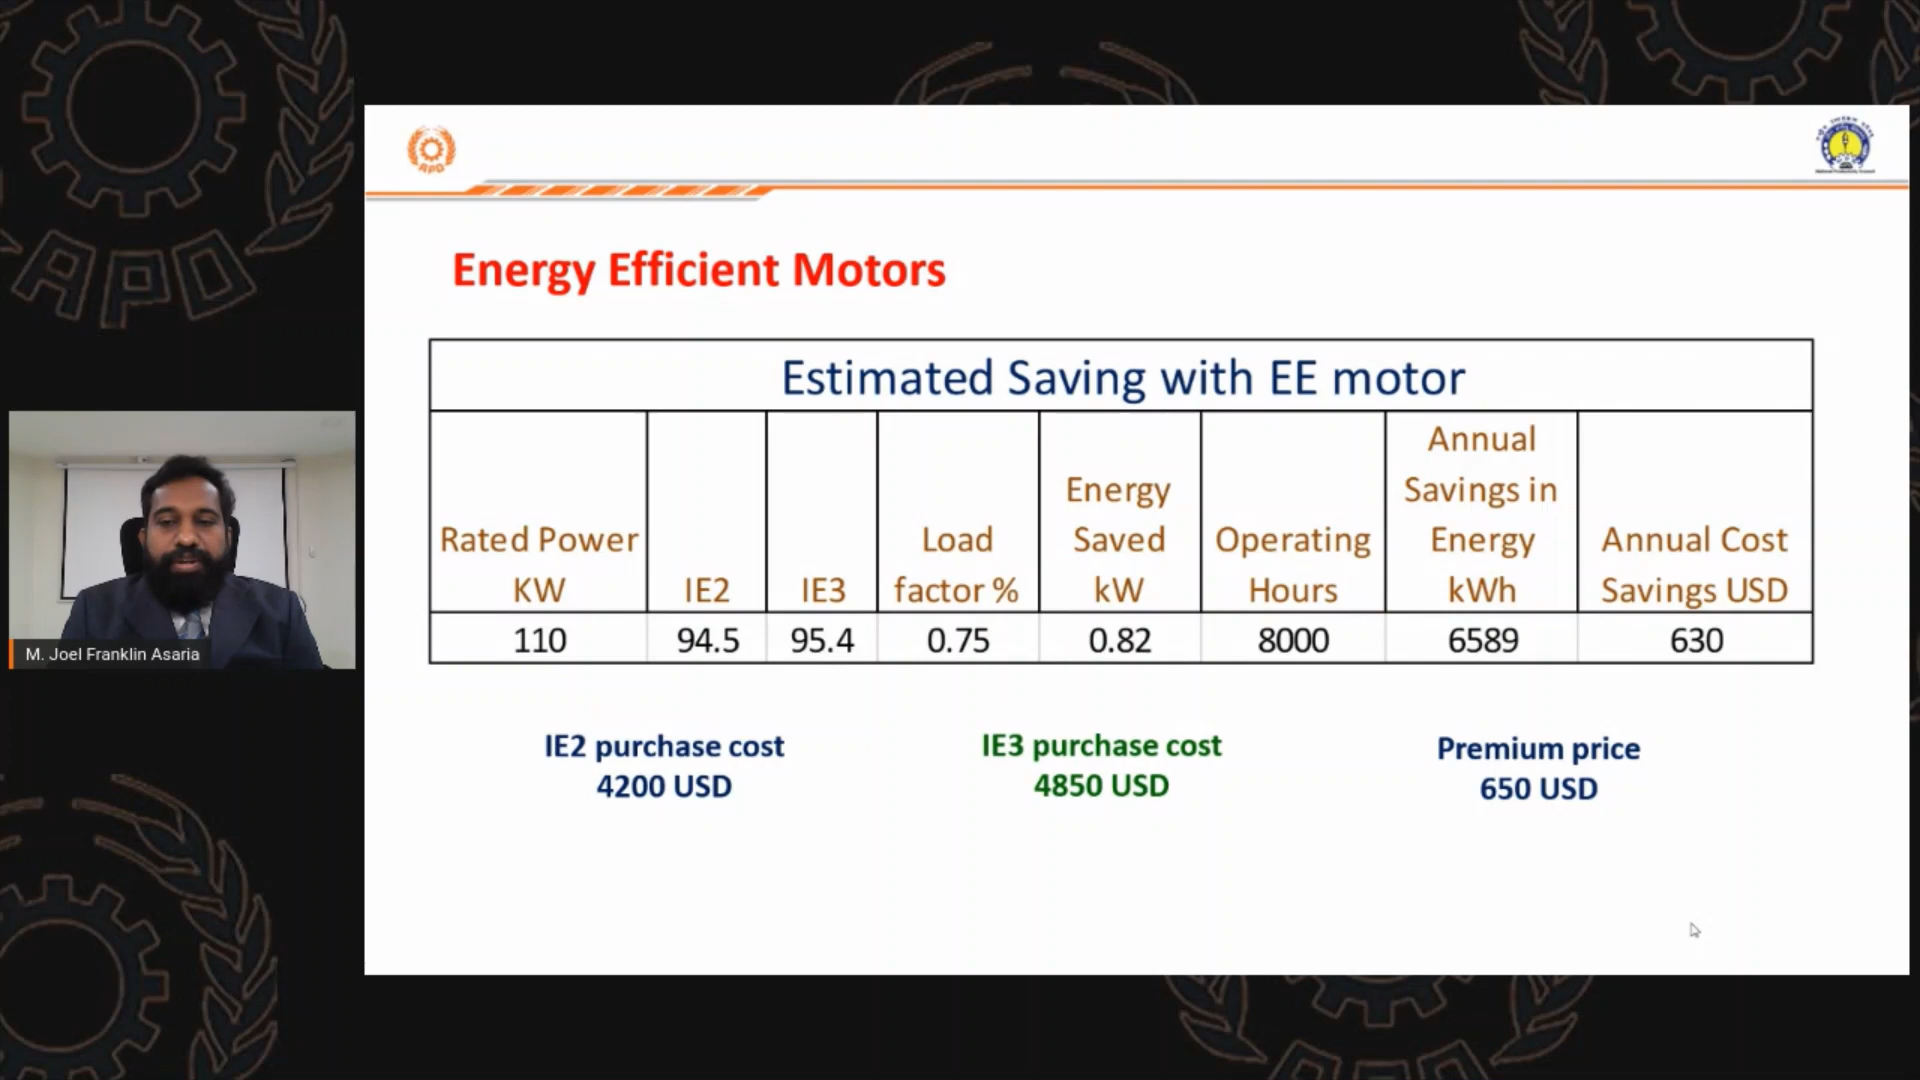 APO
APO
Energy Efficient Motors
Estimated Saving with EE motor
Rated Power
KW
IE2
IE3
Load
factor %
Energy
Saved
kW
Operating
Hours
Annual
Savings in
Energy
kWh
Annual Cost
Savings USD
110
94.5
95.4
0.75
0.82
8000
6589
630
IE2 purchase cost
4200 USD
IE3 purchase cost
4850 USD
Premium price
650 USD
M. Joel Franklin Asaria